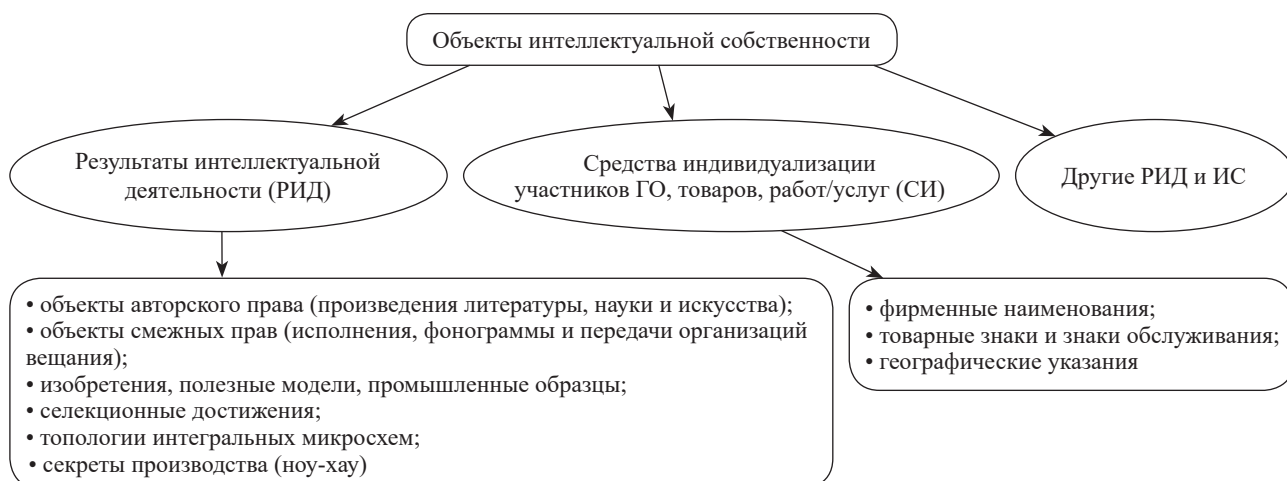 Объекты интеллектуальной собственности
Результаты интеллектуальной
деятельности (РИД)
Средства индивидуализации
участников ГО, товаров, работ/услуг (СИ)
Другие РИД и ИС
• объекты авторского права (произведения литературы, науки и искусства);
• объекты смежных прав (исполнения, фонограммы и передачи организаций
вещания);
• изобретения, полезные модели, промышленные образцы;
• селекционные достижения;
• топологии интегральных микросхем;
• секреты производства (ноу-хау)
• фирменные наименования;
• товарные знаки и знаки обслуживания;
• географические указания